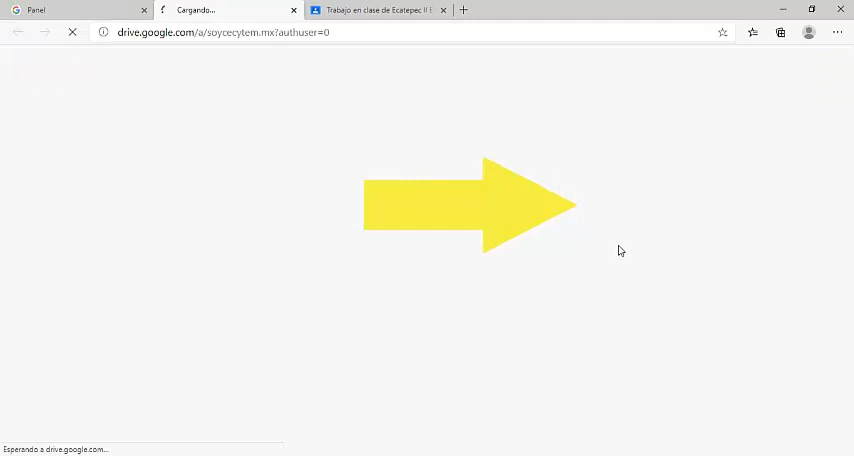 Panel
Cargando...
Trabajo en clase de Ecatepec II E
drive.google.com/a/soycecytem.mx?authuser=0
Esperando a drive.google.com...